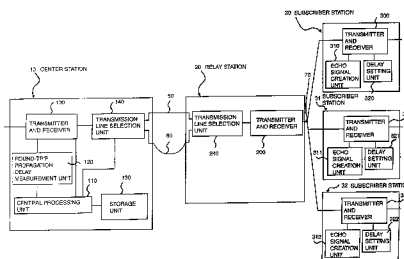 30 SUBSCRIBER STATION
300
310
TRANSMITTER
AND
RECEIVER
ECHO
SIGNAL
CREATION
UNIT
DELAY
SETTING
UNIT
320
10 CENTER STATION
100
140
TRANSMITTER
AND RECEIVER
TRANSMISSION
LINE SELECTION
UNIT
ROUND-TRIP
PROPAGATION
DELAY
MEASUREMENT UNIT
120
110
130
CENTRAL PROCESSING
UNIT
STORAGE
UNIT
50
60
20 RELAY STATION
TRANSMISSION
LINE SELECTION
UNIT
TRANSMITTER
AND RECEIVER
240
200
70
31 SUBSCRIBER
STATION
TRANSMITTER
AND
RECEIVER
311
ECHO
SIGNAL
CREATION
UNIT
DELAY
SETTING
UNIT
321
32 SUBSCRIBER STATI
TRANSMITTER
AND
RECEIVER
312
ECHO
SIGNAL
CREATION
UNIT
DELAY
SETTING
UNIT
322